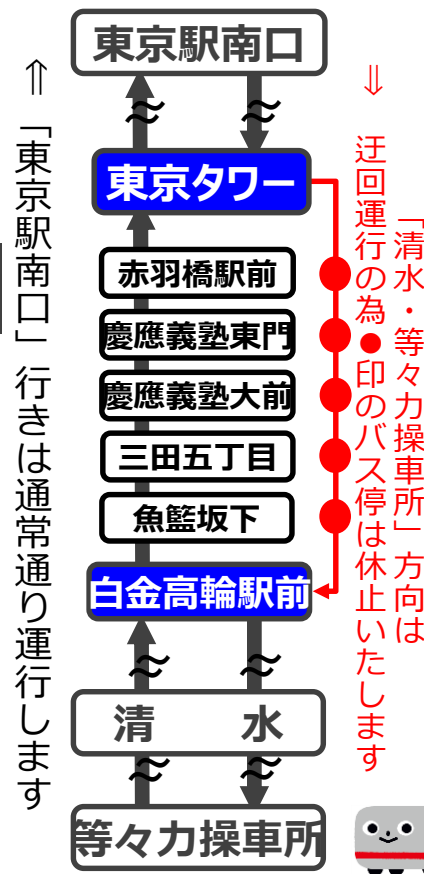 東京駅南口
⇓
「清水・等々力操車所」方向は
迂回運行の為●印のバス停は休止いたします
⇑
「東京駅南口」行きは通常通り運行します
東京タワー
赤羽橋駅前
慶應義塾東門
慶應義塾大前
三田五丁目
魚籃坂下
白金高輪駅前
清 水
等々力操車所